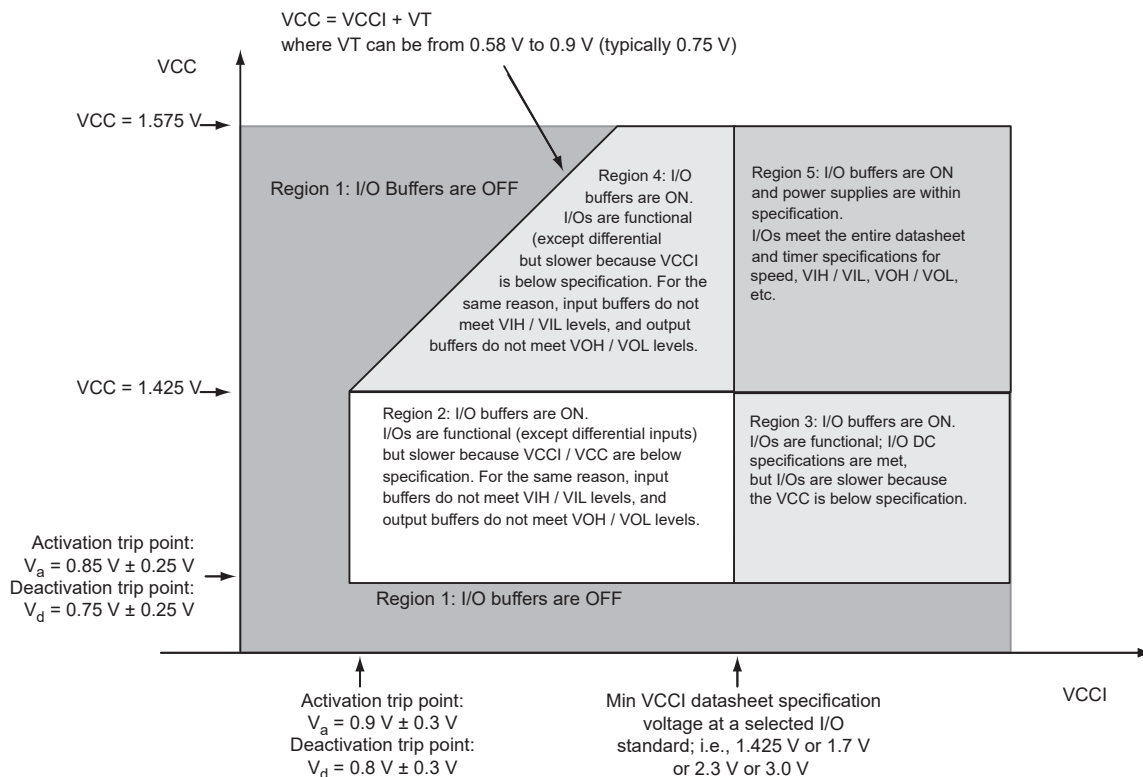 VCC = VCCI + VT
where VT can be from 0.58 V to 0.9 V (typically 0.75 V)
VCC
VCC = 1.575 V
Region 1: I/O Buffers are OFF
Region 4: I/O
buffers are ON.
I/Os are functional
(except differential
but slower because VCCI
is below specification. For the
same reason, input buffers do not
meet VIH / VIL levels, and output
buffers do not meet VOH / VOL levels.
Region 5: I/O buffers are ON
and power supplies are within
specification.
I/Os meet the entire datasheet
and timer specifications for
speed, VIH / VIL, VOH / VOL,
etc.
VCC = 1.425 V
Region 2: I/O buffers are ON.
I/Os are functional (except differential inputs)
but slower because VCCI / VCC are below
specification. For the same reason, input
buffers do not meet VIH / VIL levels, and
output buffers do not meet VOH / VOL levels.
Region 3: I/O buffers are ON.
I/Os are functional; I/O DC
specifications are met,
but I/Os are slower because
the VCC is below specification.
Activation trip point:
Va = 0.85 V ± 0.25 V
Deactivation trip point:
Vd = 0.75 V ± 0.25 V
Region 1: I/O buffers are OFF
VCCI
Activation trip point:
Va = 0.9 V ± 0.3 V
Deactivation trip point:
Vd = 0.8 V ± 0.3 V
Min VCCI datasheet specification
voltage at a selected I/O
standard; i.e., 1.425 V or 1.7 V
or 2.3 V or 3.0 V